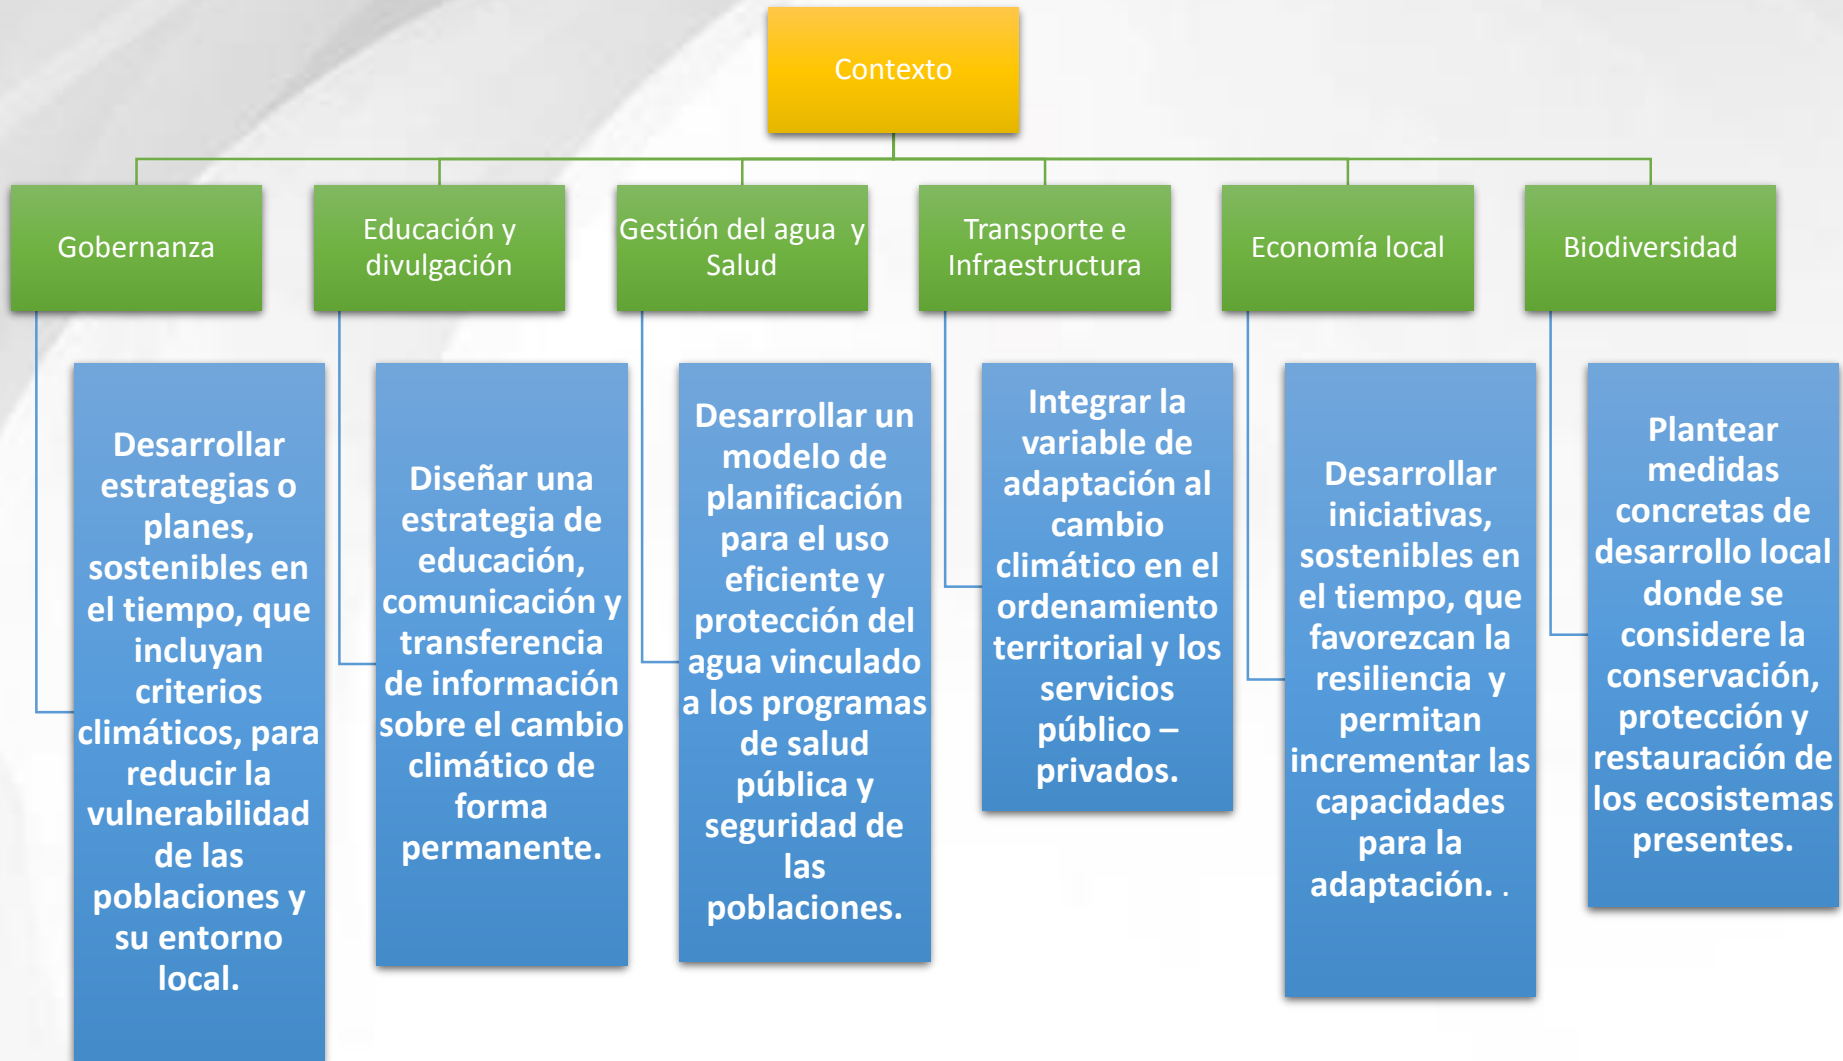 Contexto
Gobernanza
Educación y
divulgación
Gestión del agua  y
Salud
Transporte e
Infraestructura
Economía local
Biodiversidad
Desarrollar
estrategias o
planes,
sostenibles en
el tiempo, que
incluyan
criterios
climáticos, para
reducir la
vulnerabilidad
de las
poblaciones y
su entorno
local.
Diseñar una
estrategia de
educación,
comunicación y
transferencia
de información
sobre el cambio
climático de
forma
permanente.
Desarrollar un
modelo de
planificación
para el uso
eficiente y
protección del
agua vinculado
a los programas
de salud
pública y
seguridad de
las
poblaciones.
Integrar la
variable de
adaptación al
cambio
climático en el
ordenamiento
territorial y los
servicios
público –
privados.
Desarrollar
iniciativas,
sostenibles en
el tiempo, que
favorezcan la
resiliencia  y
permitan
incrementar las
capacidades
para la
adaptación. .
Plantear
medidas
concretas de
desarrollo local
donde se
considere la
conservación,
protección y
restauración de
los ecosistemas
presentes.